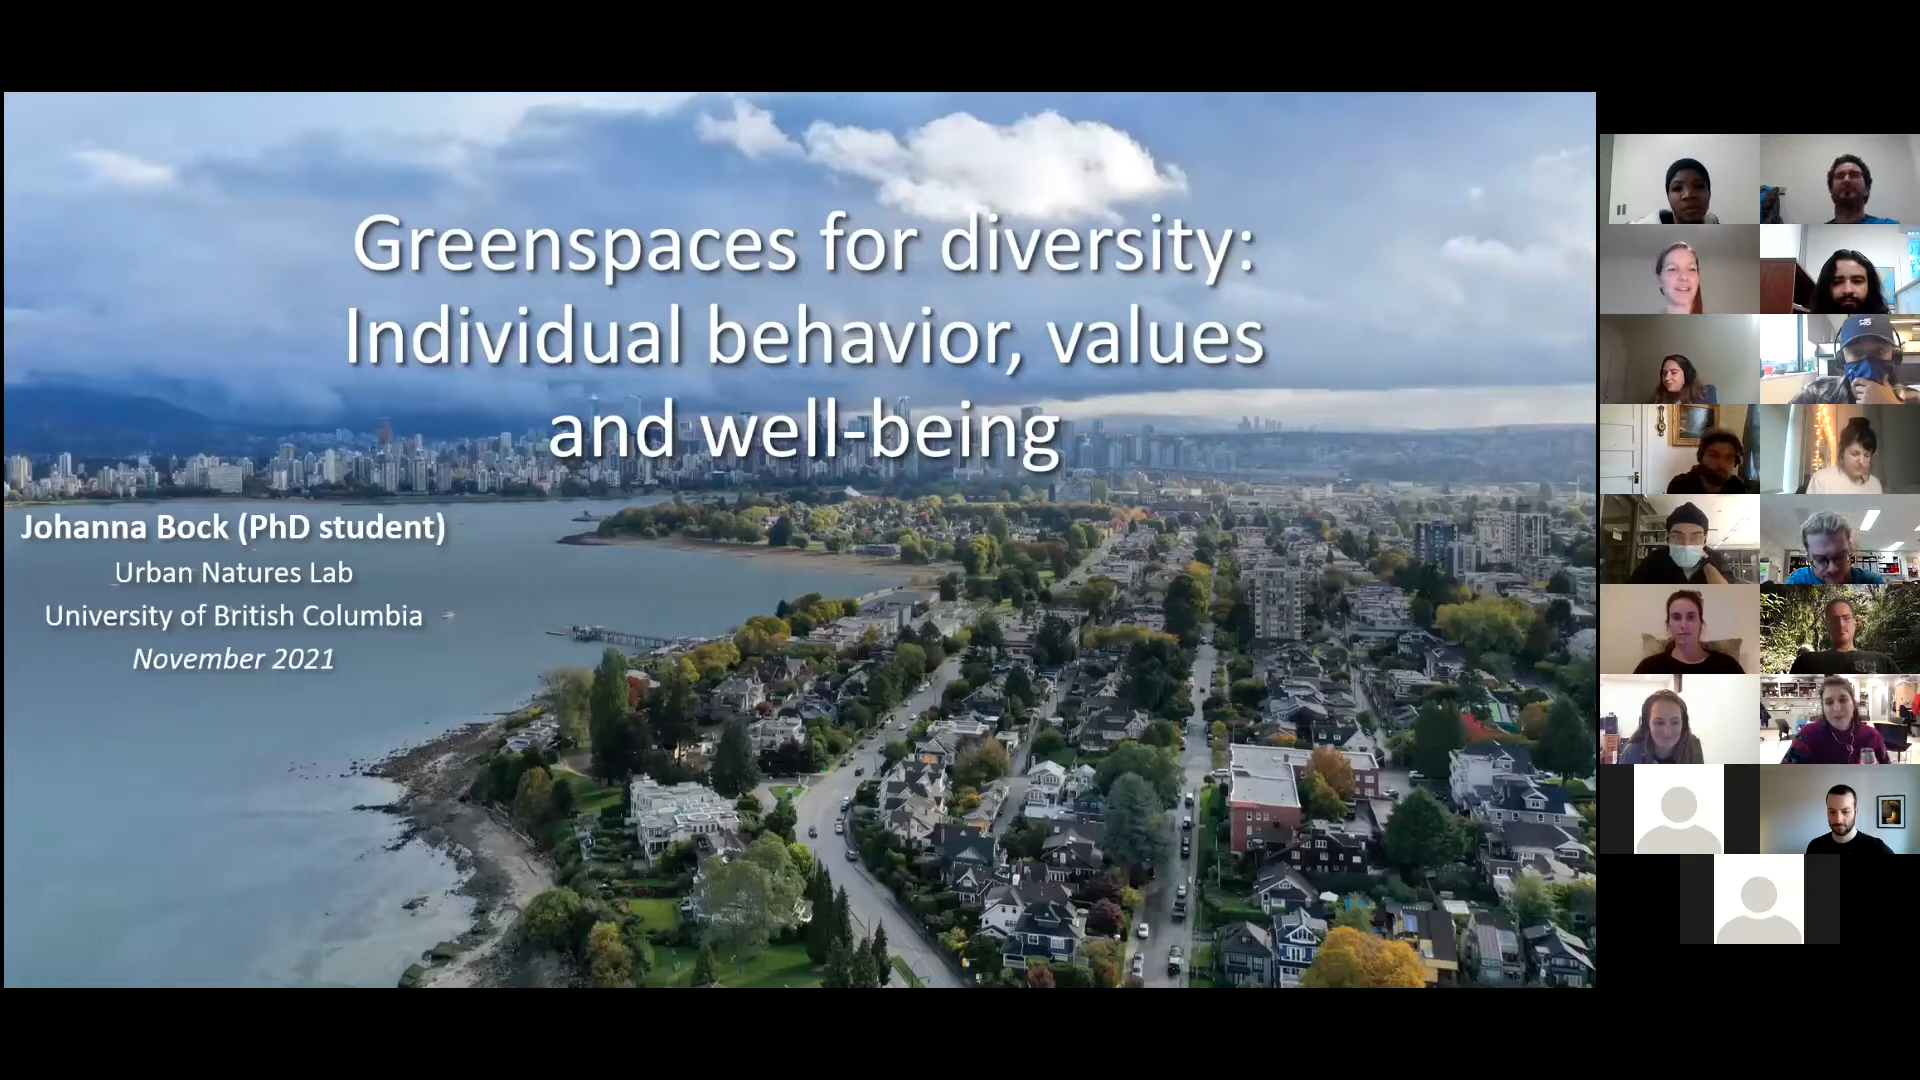 Greenspaces for diversity:
Individual behavior, values
and well-being
Johanna Bock (PhD student)
Urban Natures Lab
University of British Columbia
November 2021